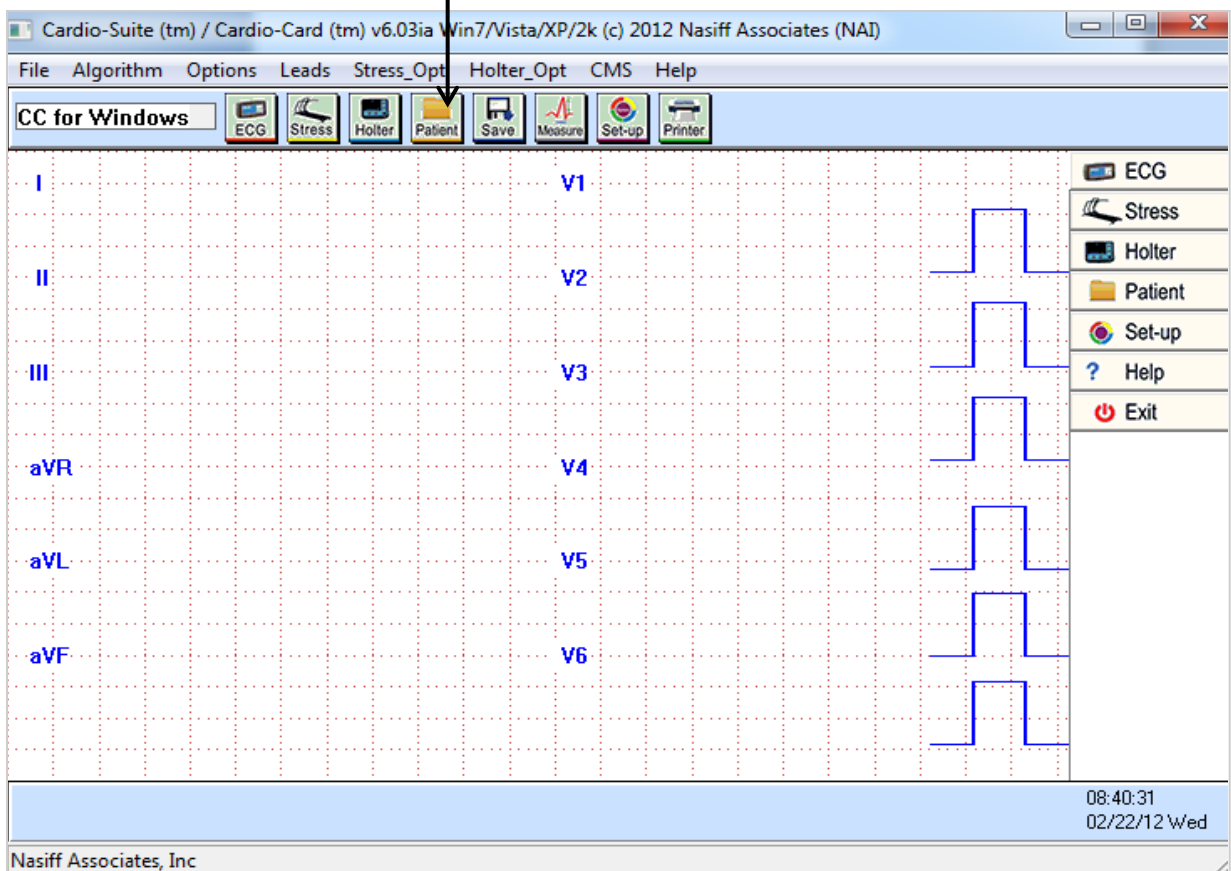 Cardio-Suite (tm) / Cardio-Card (tm) v6.03ia Win7/Vista/XP/2k (c) 2012 Nasiff Associates (NAI)
File Algorithm Options Leads Stress_Opt Holter_Opt CMS Help
CC for Windows ECG Stress Holter Patient Save Measure Set-up Printer
I V1
II V2
III V3
aVR V4
aVL V5
aVF V6
ECG
Stress
Holter
Patient
Set-up
? Help
Exit
08:40:31
02/22/12 Wed
Nasiff Associates, Inc